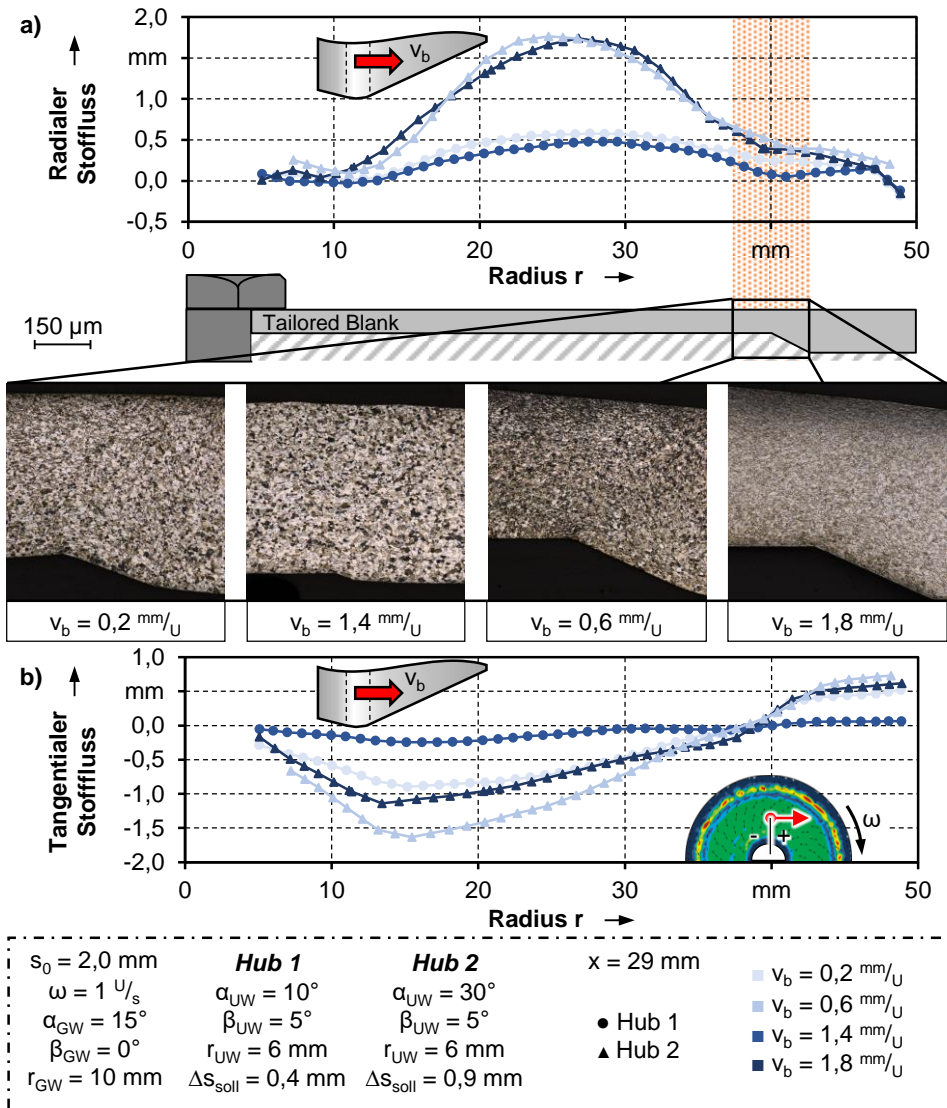 a)
Radialer Stofffluss
2,0
mm
1,0
0,5
0,0
-0,5
v_b
0 10 20 30 mm 50
Radius r
150 µm
Tailored Blank
v_b = 0,2 mm/U
v_b = 1,4 mm/U
v_b = 0,6 mm/U
v_b = 1,8 mm/U
b)
Tangentialer Stofffluss
1,0
mm
0,0
-0,5
-1,0
-1,5
-2,0
v_b
- +
ω
0 10 20 30 mm 50
Radius r
s_0 = 2,0 mm
ω = 1 U/s
α_GW = 15°
β_GW = 0°
r_GW = 10 mm
Hub 1
α_UW = 10°
β_UW = 5°
r_UW = 6 mm
Δs_soll = 0,4 mm
Hub 2
α_UW = 30°
β_UW = 5°
r_UW = 6 mm
Δs_soll = 0,9 mm
x = 29 mm
Hub 1
Hub 2
v_b = 0,2 mm/U
v_b = 0,6 mm/U
v_b = 1,4 mm/U
v_b = 1,8 mm/U